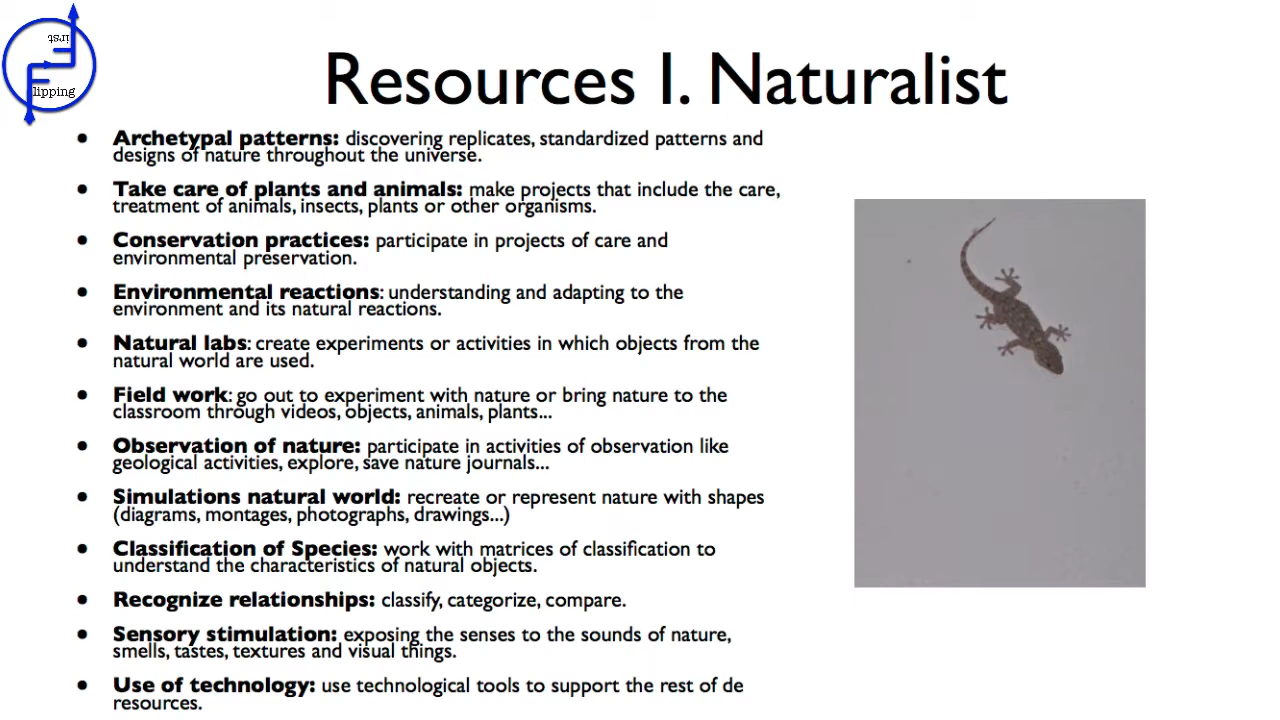 First
Flipping
Resources I. Naturalist
• Archetypal patterns: discovering replicates, standardized patterns and
designs of nature throughout the universe.
• Take care of plants and animals: make projects that include the care,
treatment of animals, insects, plants or other organisms.
• Conservation practices: participate in projects of care and
environmental preservation.
• Environmental reactions: understanding and adapting to the
environment and its natural reactions.
• Natural labs: create experiments or activities in which objects from the
natural world are used.
• Field work: go out to experiment with nature or bring nature to the
classroom through videos, objects, animals, plants...
• Observation of nature: participate in activities of observation like
geological activities, explore, save nature journals...
• Simulations natural world: recreate or represent nature with shapes
(diagrams, montages, photographs, drawings...)
• Classification of Species: work with matrices of classification to
understand the characteristics of natural objects.
• Recognize relationships: classify, categorize, compare.
• Sensory stimulation: exposing the senses to the sounds of nature,
smells, tastes, textures and visual things.
• Use of technology: use technological tools to support the rest of de
resources.